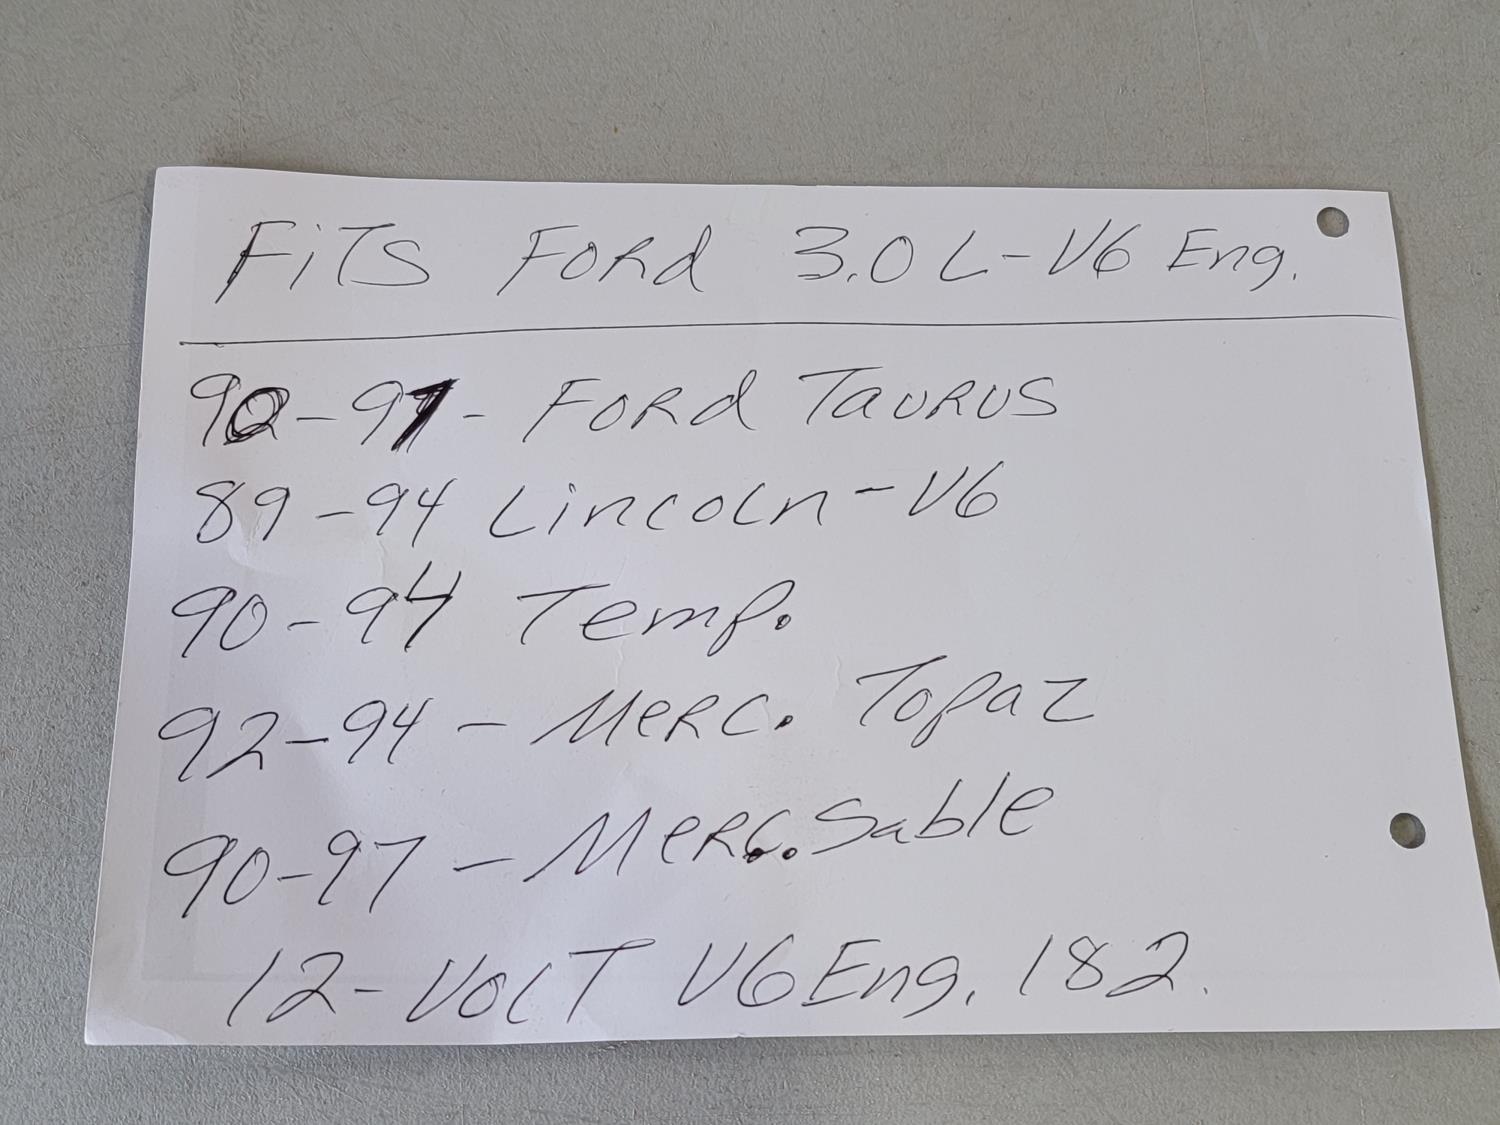 FiTS FORd 3.0 L-V6 Eng.
90-97- FORd TaURUS
89-94 Lincoln-V6
90-94 Temp.
92-94 - MeRC. Topaz
90-97 - MeRC. Sable
12-VOLT V6 Eng. 182.